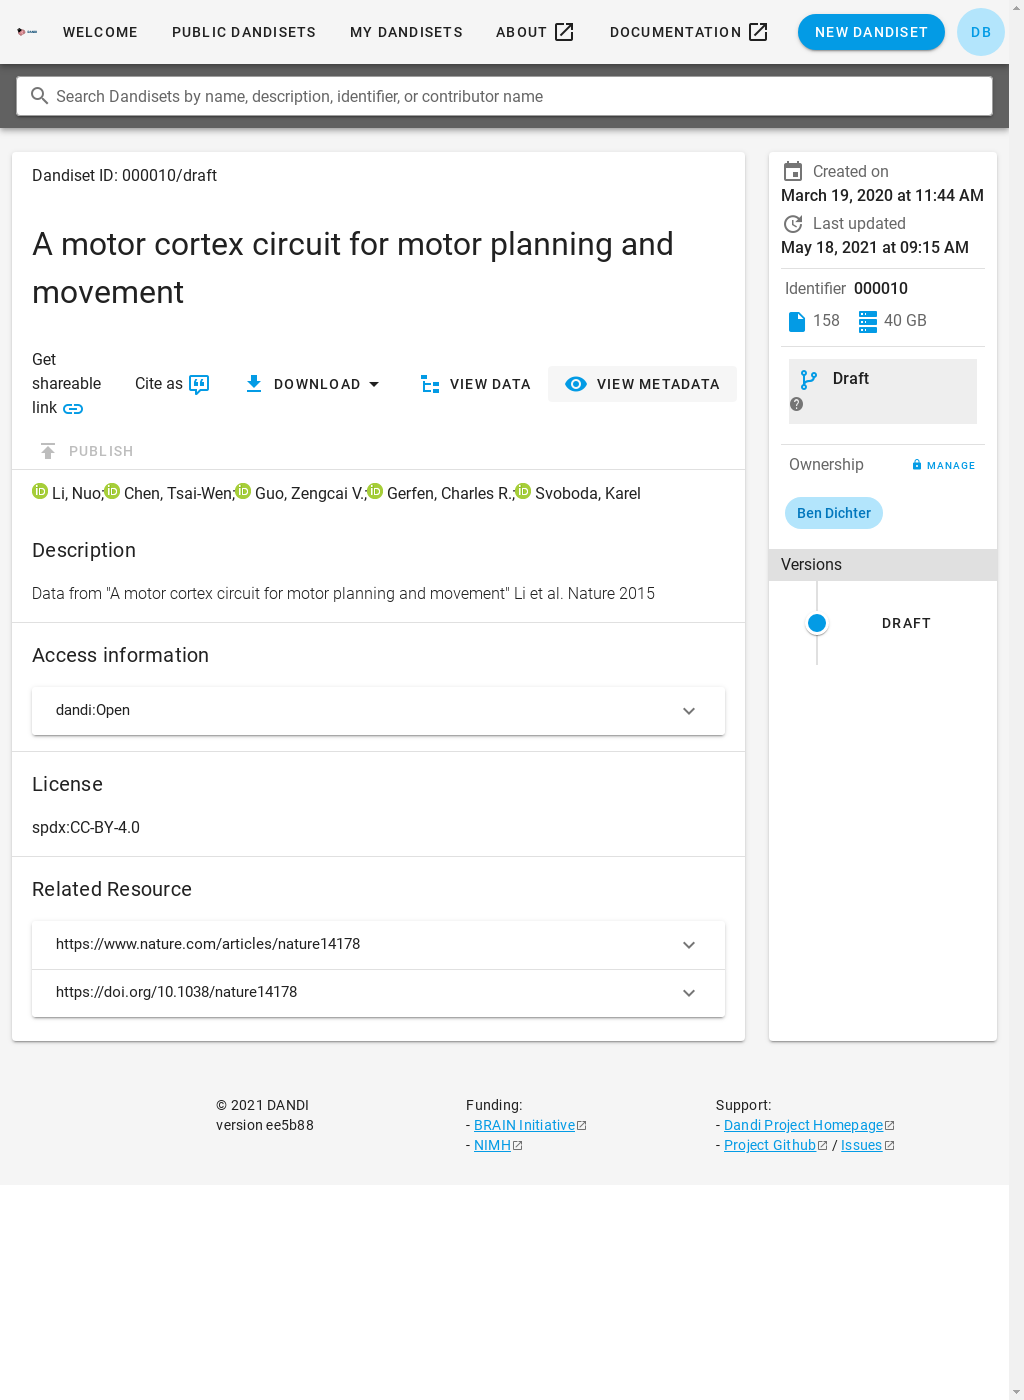 WELCOME PUBLIC DANDISETS MY DANDISETS ABOUT DOCUMENTATION NEW DANDISET DB
Search Dandisets by name, description, identifier, or contributor name
Dandiset ID: 000010/draft
A motor cortex circuit for motor planning and
movement
Get
shareable
link
Cite as
DOWNLOAD
VIEW DATA
VIEW METADATA
PUBLISH
Li, Nuo; Chen, Tsai-Wen; Guo, Zengcai V.; Gerfen, Charles R.; Svoboda, Karel
Description
Data from "A motor cortex circuit for motor planning and movement" Li et al. Nature 2015
Access information
dandi:Open
License
spdx:CC-BY-4.0
Related Resource
https://www.nature.com/articles/nature14178
https://doi.org/10.1038/nature14178
Created on
March 19, 2020 at 11:44 AM
Last updated
May 18, 2021 at 09:15 AM
Identifier 000010
158 40 GB
Draft
Ownership MANAGE
Ben Dichter
Versions
DRAFT
© 2021 DANDI
version ee5b88
Funding:
- BRAIN Initiative
- NIMH
Support:
- Dandi Project Homepage
- Project Github / Issues